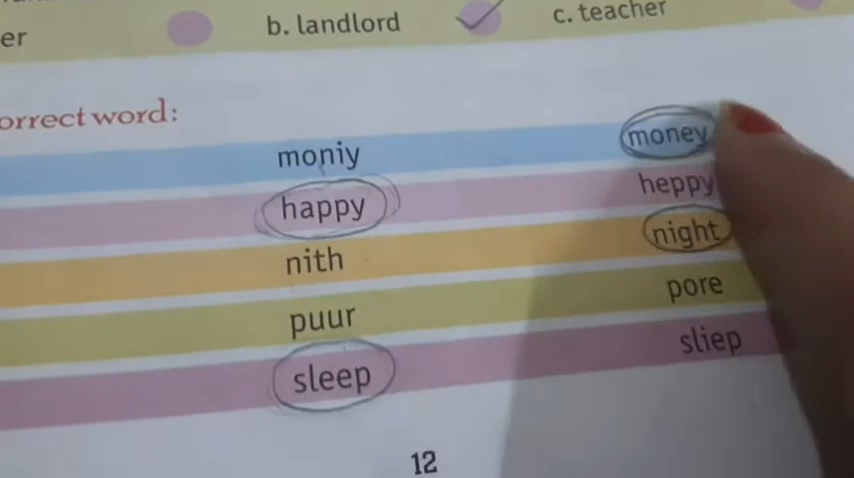 er b. landlord c. teacher
orrect word:
moniy money
happy heppy
nith night
puur pore
sleep sliep
12